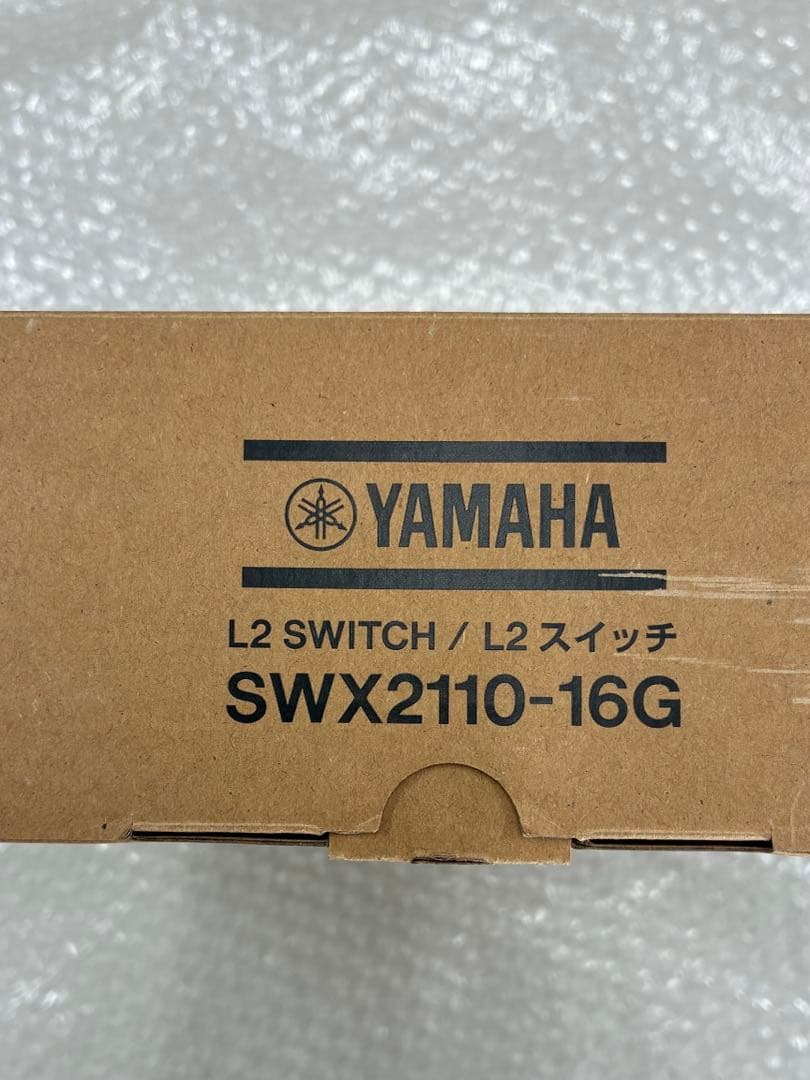 YAMAHA
L2 SWITCH / L2 スイッチ
SWX2110-16G